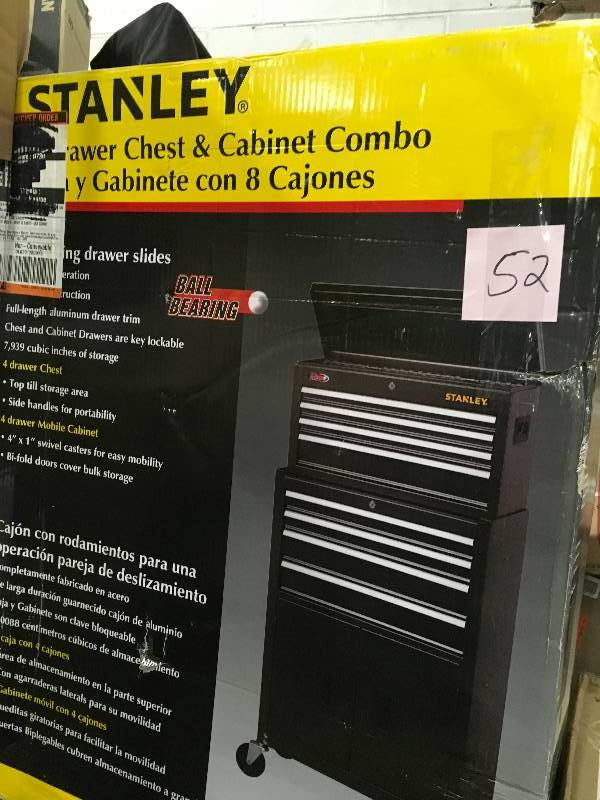 STANLEY®
rawer Chest & Cabinet Combo
a y Gabinete con 8 Cajones
ing drawer slides
eration
ruction
Full-length aluminum drawer trim
Chest and Cabinet Drawers are key lockable
7,939 cubic inches of storage
4 drawer Chest
• Top till storage area
• Side handles for portability
4 drawer Mobile Cabinet
• 4" x 1" swivel casters for easy mobility
• Bi-fold doors cover bulk storage
BALL
BEARING
52
STANLEY
Cajón con rodamientos para una
operación pareja de deslizamiento
ompletamente fabricado en acero
e larga duración guarnecido cajón de aluminio
ja y Gabinete son clave bloqueable
0088 centímetros cúbicos de almacenamiento
caja con 4 cajones
rea de almacenamiento en la parte superior
on agarraderas laterals para su movilidad
Gabinete móvil con 4 cajones
ueditas giratorias para facilitar la movilidad
uertas Biplegables cubren almacenamiento a gran